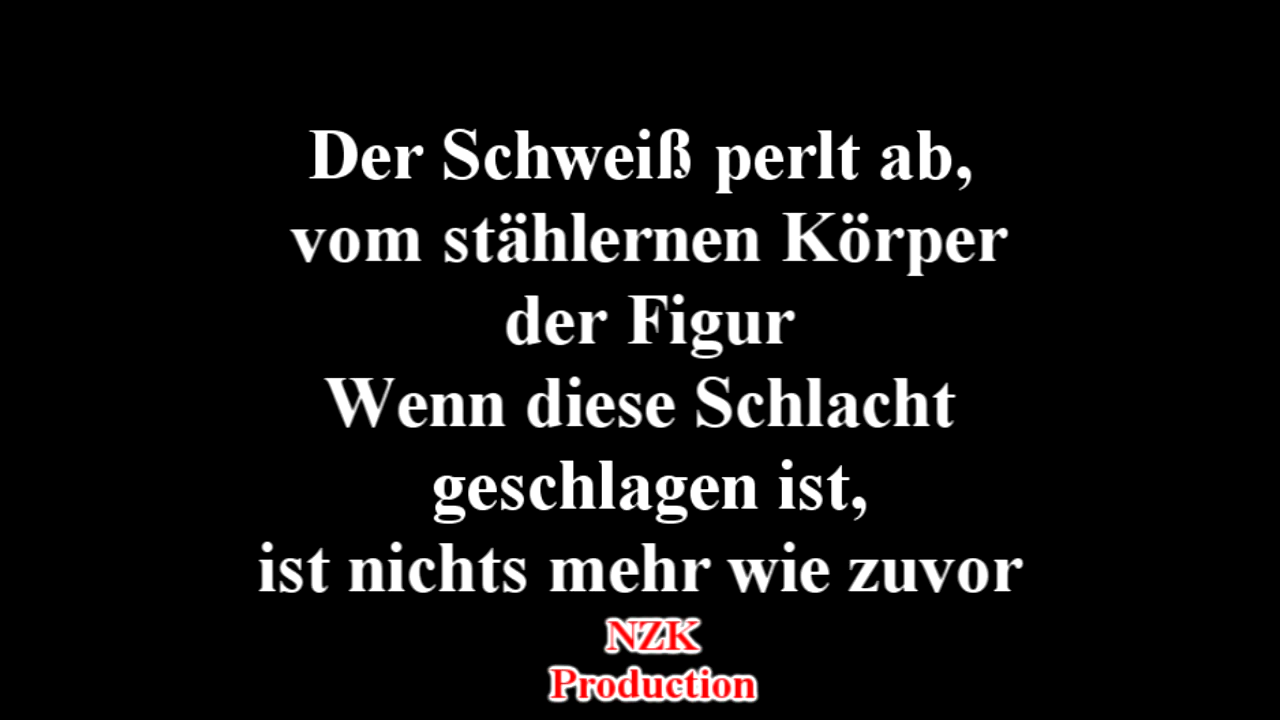 Der Schweiß perlt ab,
vom stählernen Körper
der Figur
Wenn diese Schlacht
geschlagen ist,
ist nichts mehr wie zuvor
NZK
Production